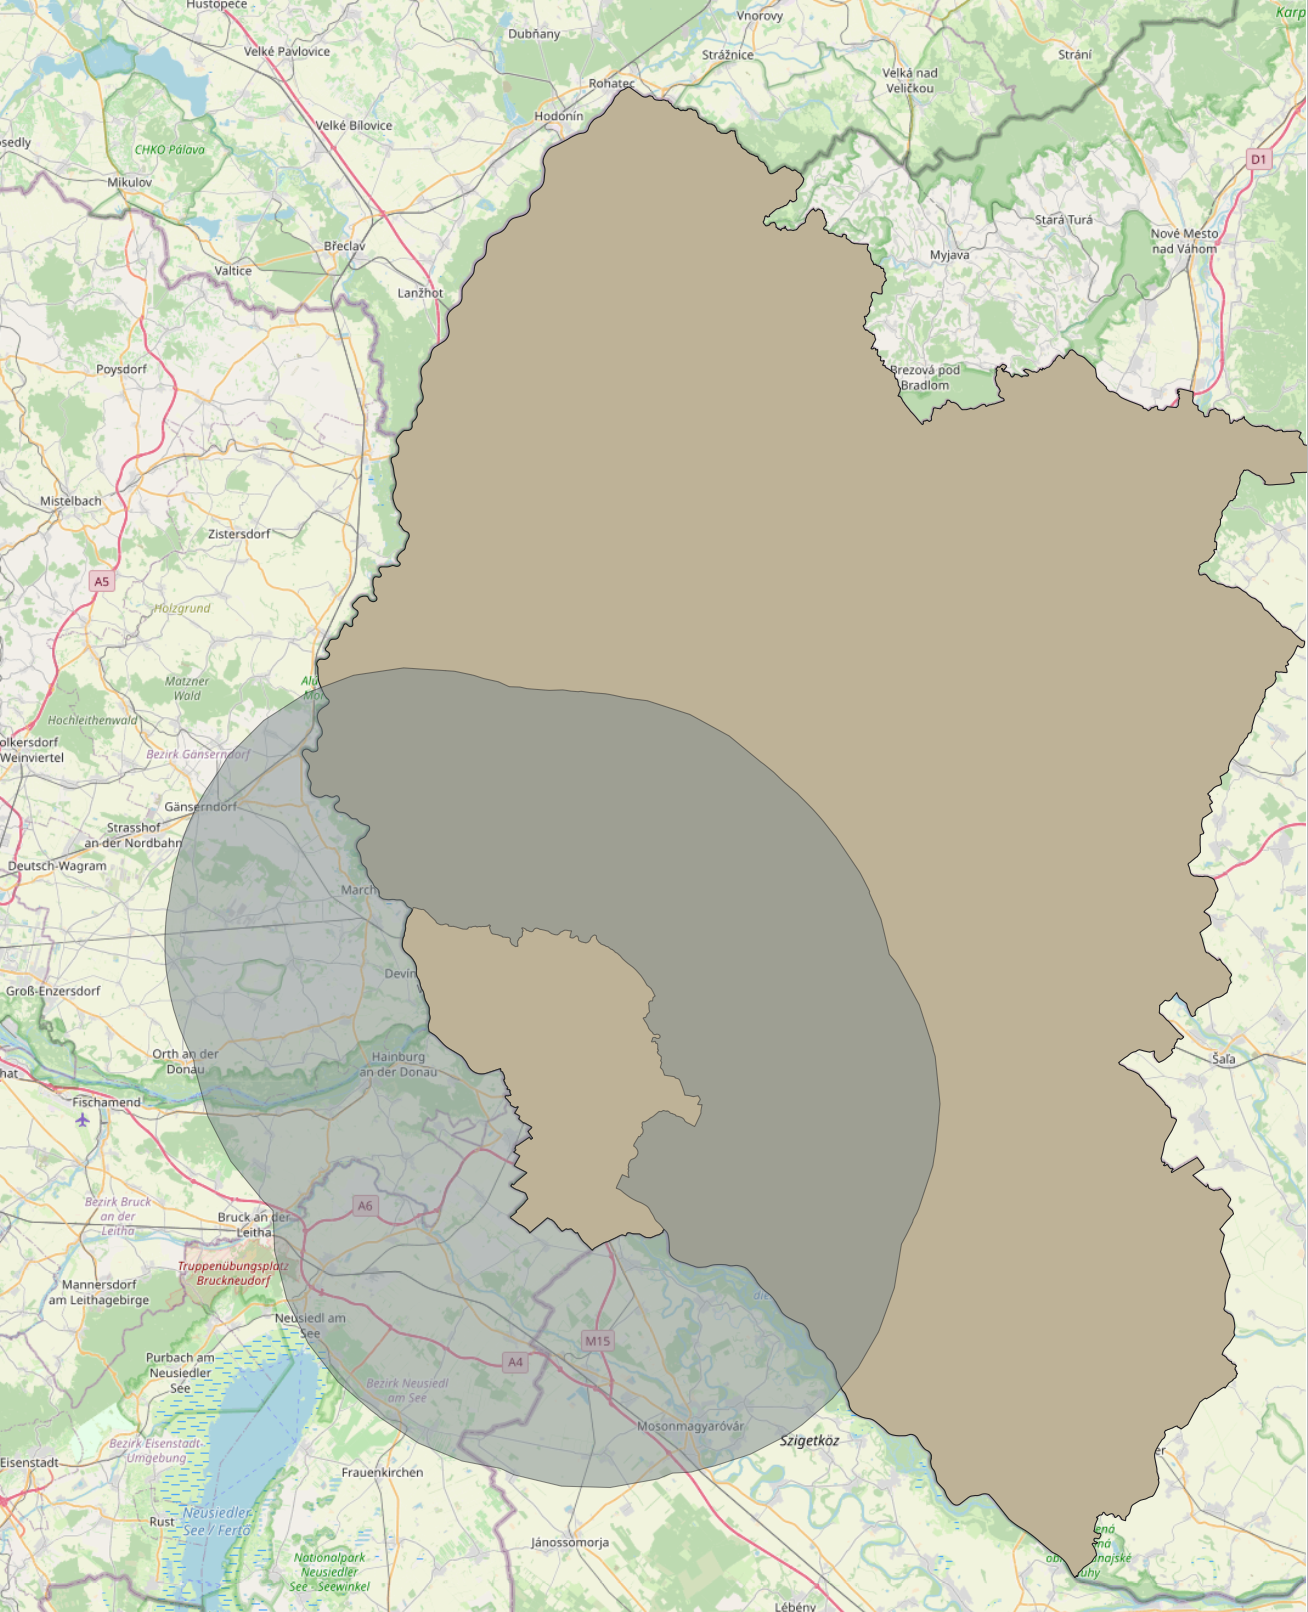 Hustopeče
Vnorovy
Karp
Dubňany
Velké Pavlovice
Strážnice
Strání
Velká nad
Veličkou
Rohatec
Hodonín
Velké Bílovice
osedly
CHKO Pálava
D1
Mikulov
Stará Turá
Nové Mesto
nad Váhom
Břeclav
Myjava
Valtice
Lanžhot
Poysdorf
Brezová pod
Bradlom
Mistelbach
Zistersdorf
A5
Holzgrund
Matzner
Wald
Hochleithenwald
olkersdorf
Weinviertel
Bezirk Gänserndorf
Gänserndorf
Strasshof
an der Nordbahn
Deutsch-Wagram
March
Devín
Groß-Enzersdorf
Orth an der
Donau
Hainburg
an der Donau
Šaľa
hat
Fischamend
Bezirk Bruck
an der
Leitha
A6
Bruck an der
Leitha
Truppenübungsplatz
Bruckneudorf
Mannersdorf
am Leithagebirge
die
Neusiedl am
See
M15
Purbach am
Neusiedler
See
A4
Bezirk Neusiedl
am See
Mosonmagyaróvár
Szigetköz
Bezirk Eisenstadt-
Umgebung
er
Eisenstadt
Frauenkirchen
Rust
Neusiedler
See / Fertő
Jánossomorja
ená
ná
Nationalpark
Neusiedler
See - Seewinkel
Lébény